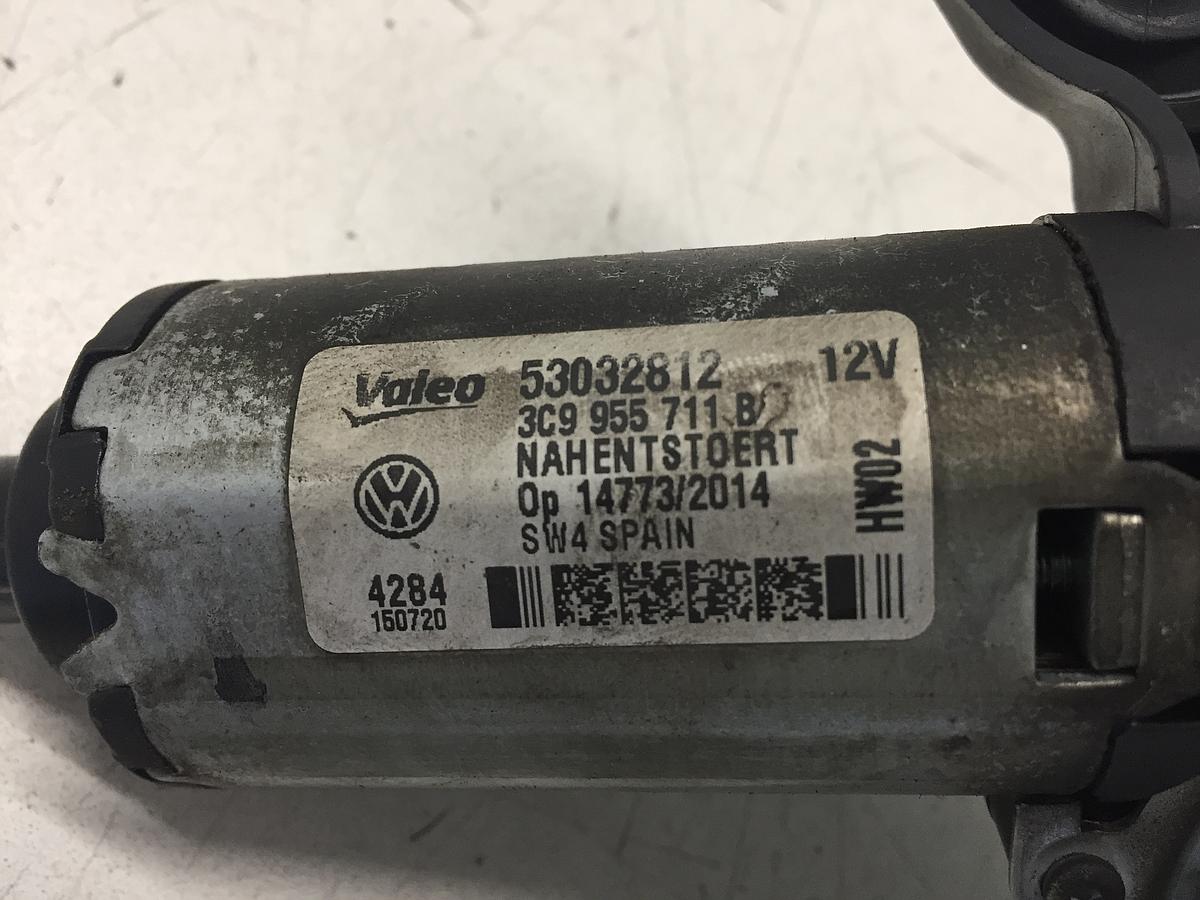 Valeo 53032812 12V
3C9 955 711 B
NAHENTSTOERT
Op 14773/2014
SW4 SPAIN
HW02
4284
150720